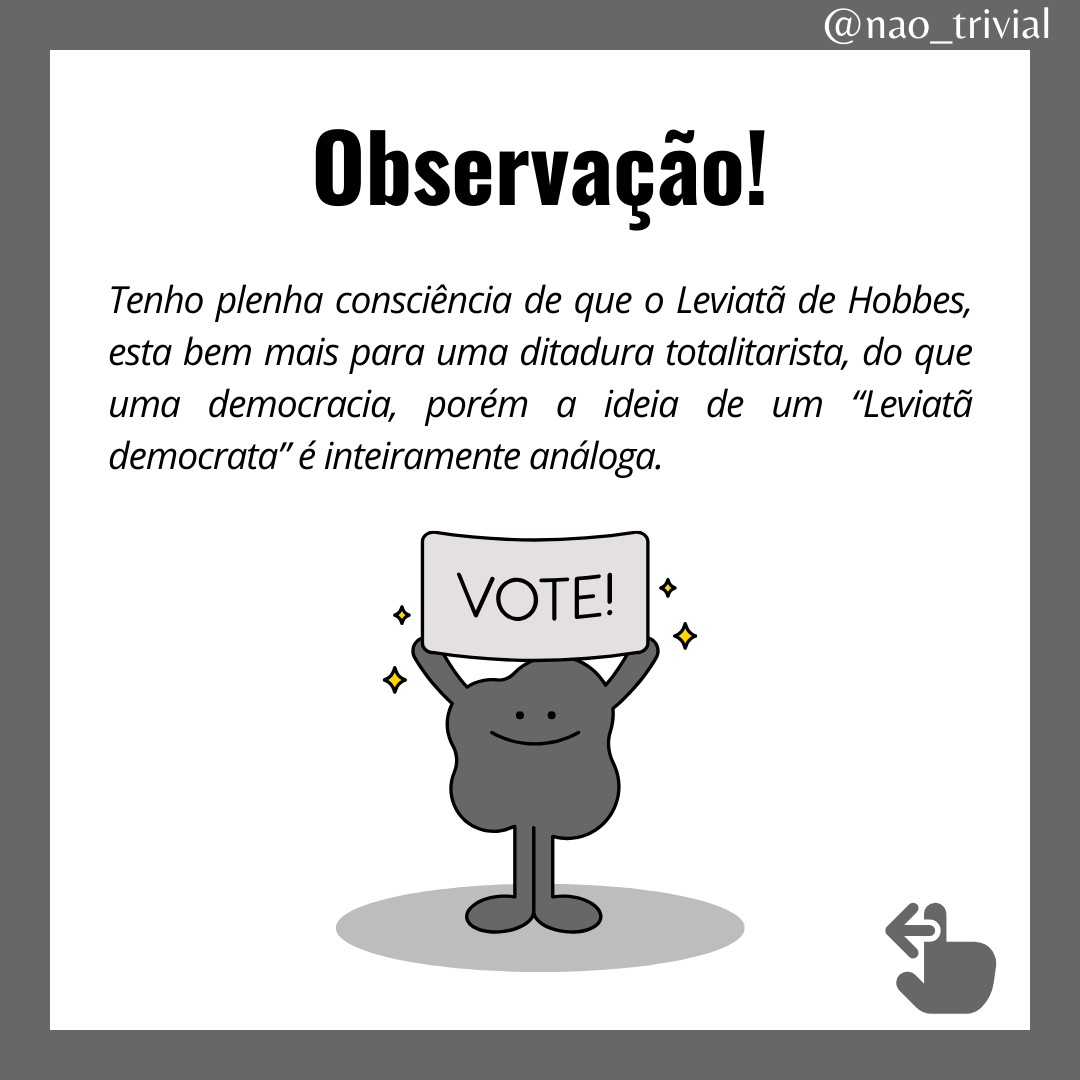 @nao_trivial
Observação!
Tenho plenha consciência de que o Leviatã de Hobbes,
esta bem mais para uma ditadura totalitarista, do que
uma democracia, porém a ideia de um “Leviatã
democrata” é inteiramente análoga.
VOTE!